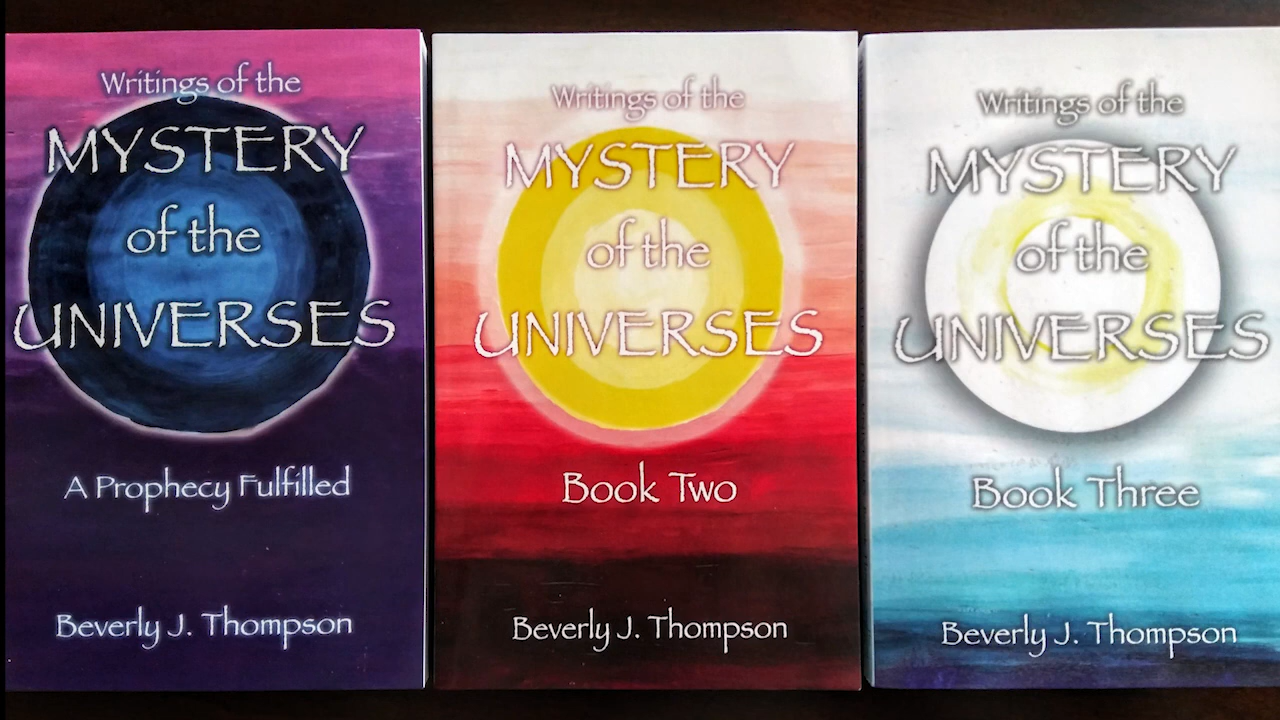 Writings of the
MYSTERY
of the
UNIVERSES
A Prophecy Fulfilled
Beverly J. Thompson
Writings of the
MYSTERY
of the
UNIVERSES
Book Two
Beverly J. Thompson
Writings of the
MYSTERY
of the
UNIVERSES
Book Three
Beverly J. Thompson